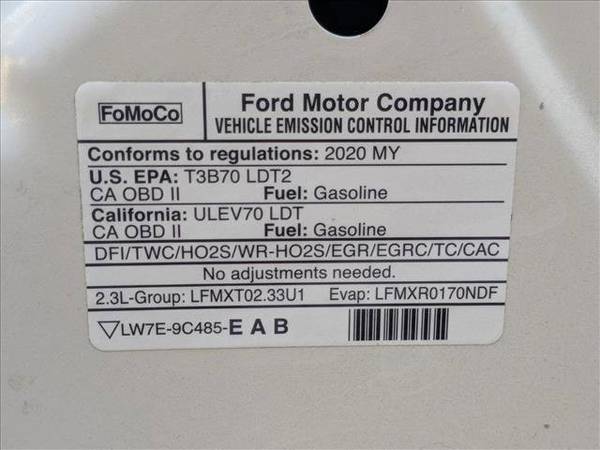 FoMoCo
Ford Motor Company
VEHICLE EMISSION CONTROL INFORMATION
Conforms to regulations: 2020 MY
U.S. EPA: T3B70 LDT2
CA OBD II Fuel: Gasoline
California: ULEV70 LDT
CA OBD II Fuel: Gasoline
DFI/TWC/HO2S/WR-HO2S/EGR/EGRC/TC/CAC
No adjustments needed.
2.3L-Group: LFMXT02.33U1 Evap: LFMXR0170NDF
LW7E-9C485-E A B